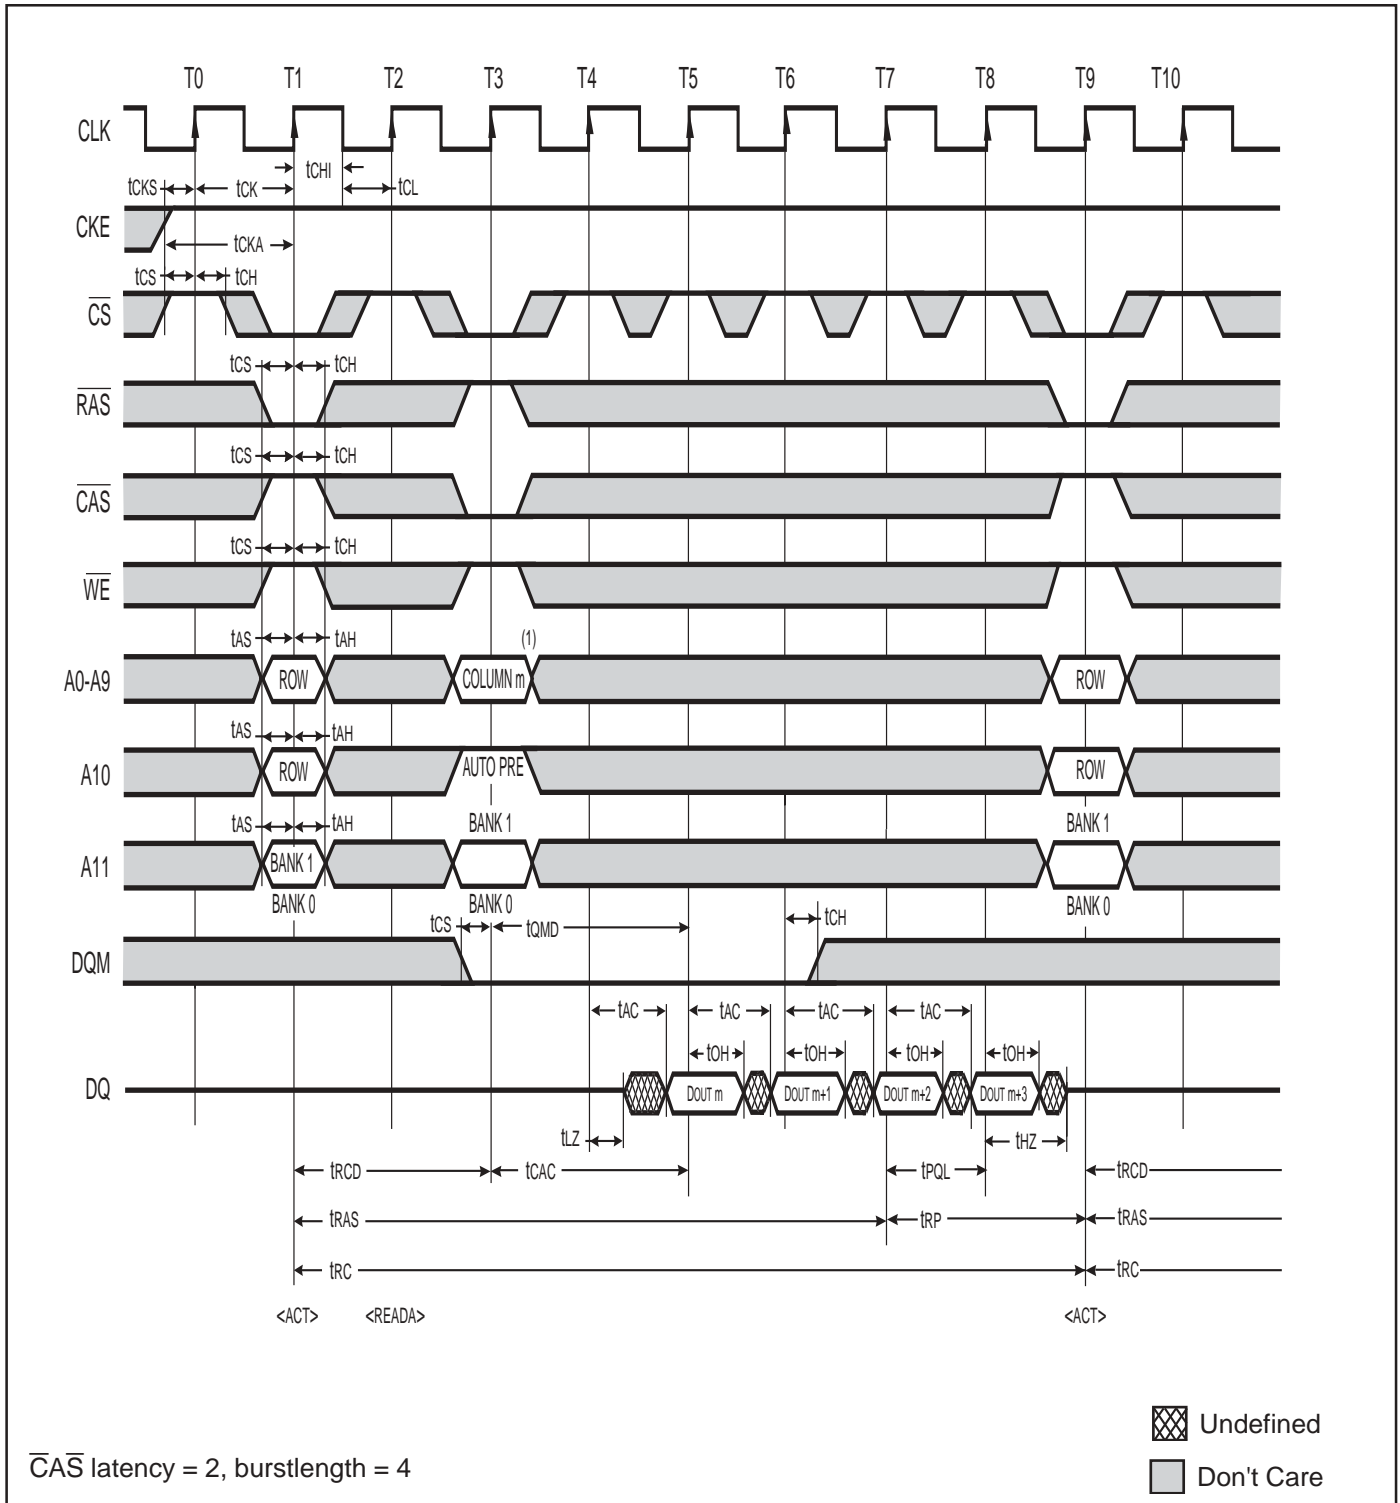 T0 T1 T2 T3 T4 T5 T6 T7 T8 T9 T10
CLK
tCHI
tCKS tCK tCL
CKE
tCKA
tCS tCH
CS
tCS tCH
RAS
tCS tCH
CAS
tCS tCH
WE
tAS tAH (1)
A0-A9 ROW COLUMN m ROW
tAS tAH
A10 ROW AUTO PRE ROW
BANK 1 BANK 1
tAS tAH
A11 BANK 1
BANK 0 BANK 0 BANK 0
tCS tQMD tCH
DQM
tAC tAC tAC tAC
tOH tOH tOH tOH
DQ DOUT m DOUT m+1 DOUT m+2 DOUT m+3
tLZ tHZ
tRCD tCAC tPQL tRCD
tRAS tRP tRAS
tRC tRC
<ACT> <READA> <ACT>
Undefined
CAS latency = 2, burstlength = 4
Don't Care